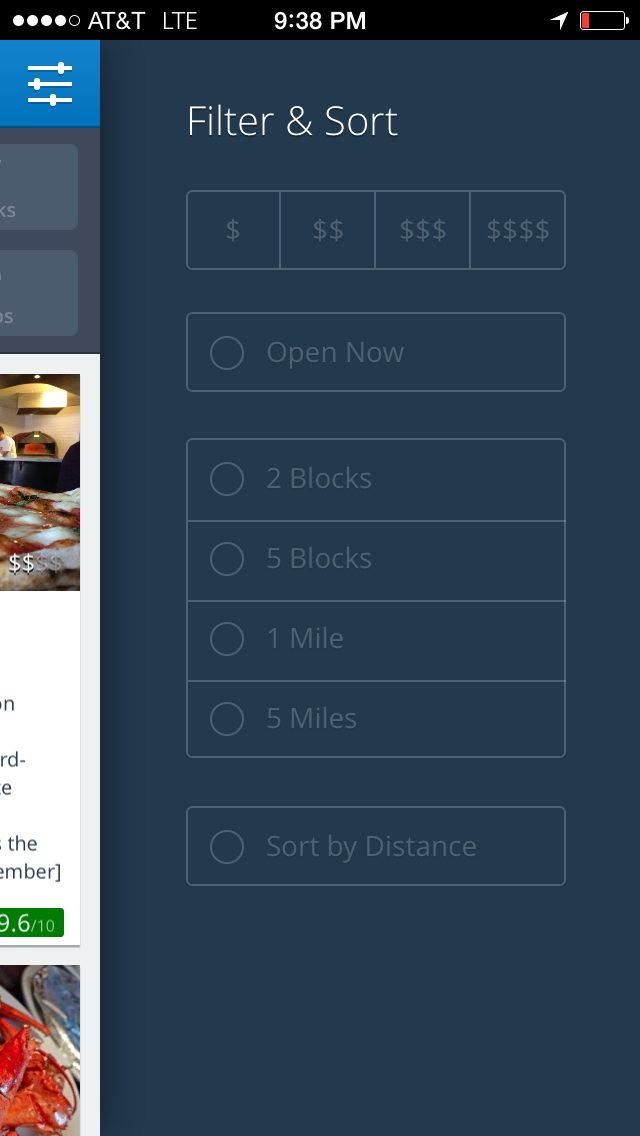 AT&T LTE 9:38 PM
Filter & Sort
$ $$ $$$ $$$$
Open Now
2 Blocks
5 Blocks
1 Mile
5 Miles
Sort by Distance
ks
os
$$$$
on
rd-
te
s the
ember]
9.6/10